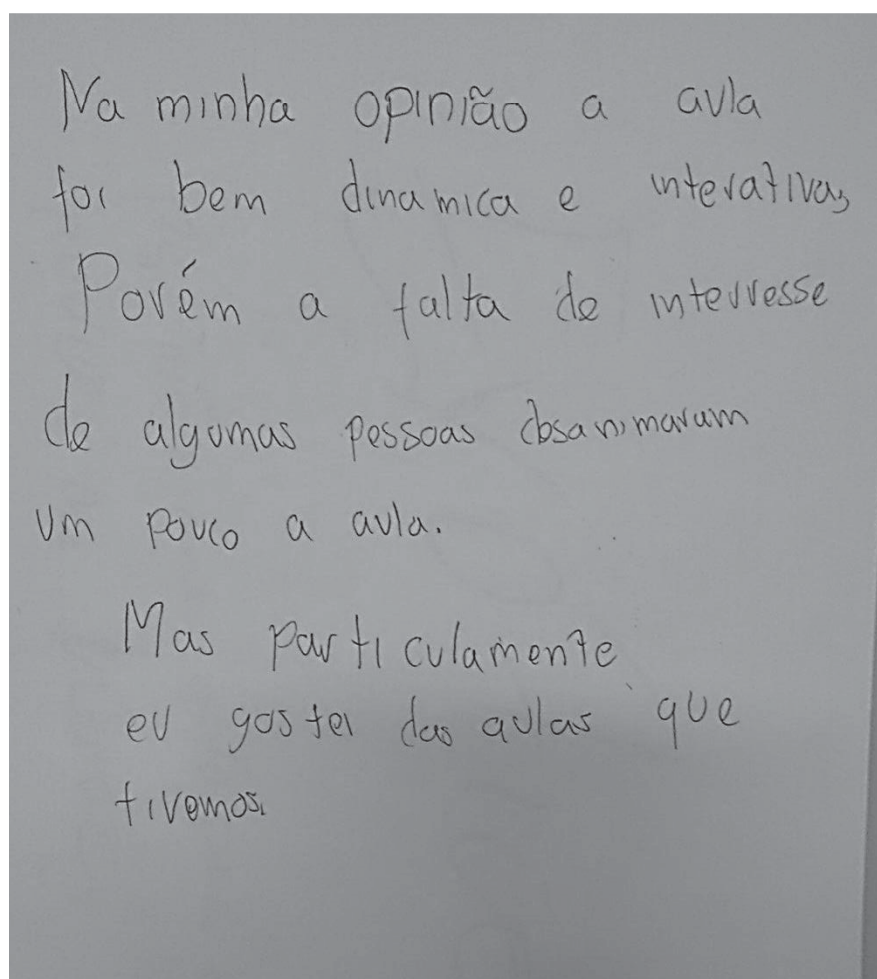 Na minha opinião a aula
foi bem dinamica e interativa,
Porém a falta de interresse
de algumas pessoas desanimaram
um pouco a aula.
Mas particulamente
eu gostei das aulas que
tivemos.